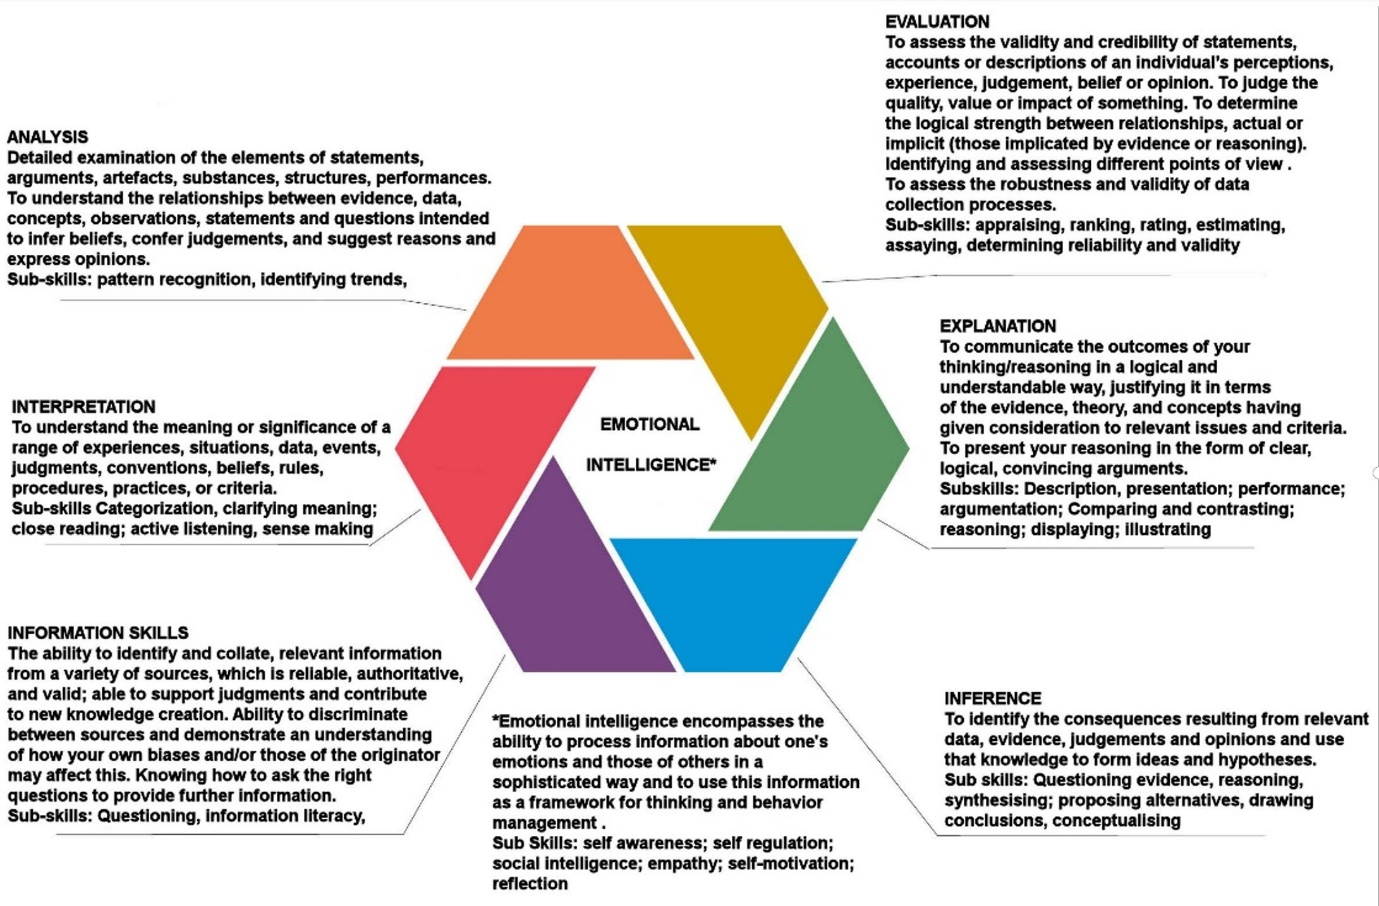 EVALUATION
To assess the validity and credibility of statements,
accounts or descriptions of an individual's perceptions,
experience, judgement, belief or opinion. To judge the
quality, value or impact of something. To determine
the logical strength between relationships, actual or
implicit (those implicated by evidence or reasoning).
Identifying and assessing different points of view .
To assess the robustness and validity of data
collection processes.
Sub-skills: appraising, ranking, rating, estimating,
assaying, determining reliability and validity
ANALYSIS
Detailed examination of the elements of statements,
arguments, artefacts, substances, structures, performances.
To understand the relationships between evidence, data,
concepts, observations, statements and questions intended
to infer beliefs, confer judgements, and suggest reasons and
express opinions.
Sub-skills: pattern recognition, identifying trends,
EXPLANATION
To communicate the outcomes of your
thinking/reasoning in a logical and
understandable way, justifying it in terms
of the evidence, theory, and concepts having
given consideration to relevant issues and criteria.
To present your reasoning in the form of clear,
logical, convincing arguments.
Subskills: Description, presentation; performance;
argumentation; Comparing and contrasting;
reasoning; displaying; illustrating
INTERPRETATION
To understand the meaning or significance of a
range of experiences, situations, data, events,
judgments, conventions, beliefs, rules,
procedures, practices, or criteria.
Sub-skills Categorization, clarifying meaning;
close reading; active listening, sense making
EMOTIONAL
INTELLIGENCE*
INFORMATION SKILLS
The ability to identify and collate, relevant information
from a variety of sources, which is reliable, authoritative,
and valid; able to support judgments and contribute
to new knowledge creation. Ability to discriminate
between sources and demonstrate an understanding
of how your own biases and/or those of the originator
may affect this. Knowing how to ask the right
questions to provide further information.
Sub-skills: Questioning, information literacy,
*Emotional intelligence encompasses the
ability to process information about one's
emotions and those of others in a
sophisticated way and to use this information
as a framework for thinking and behavior
management .
Sub Skills: self awareness; self regulation;
social intelligence; empathy; self-motivation;
reflection
INFERENCE
To identify the consequences resulting from relevant
data, evidence, judgements and opinions and use
that knowledge to form ideas and hypotheses.
Sub skills: Questioning evidence, reasoning,
synthesising; proposing alternatives, drawing
conclusions, conceptualising